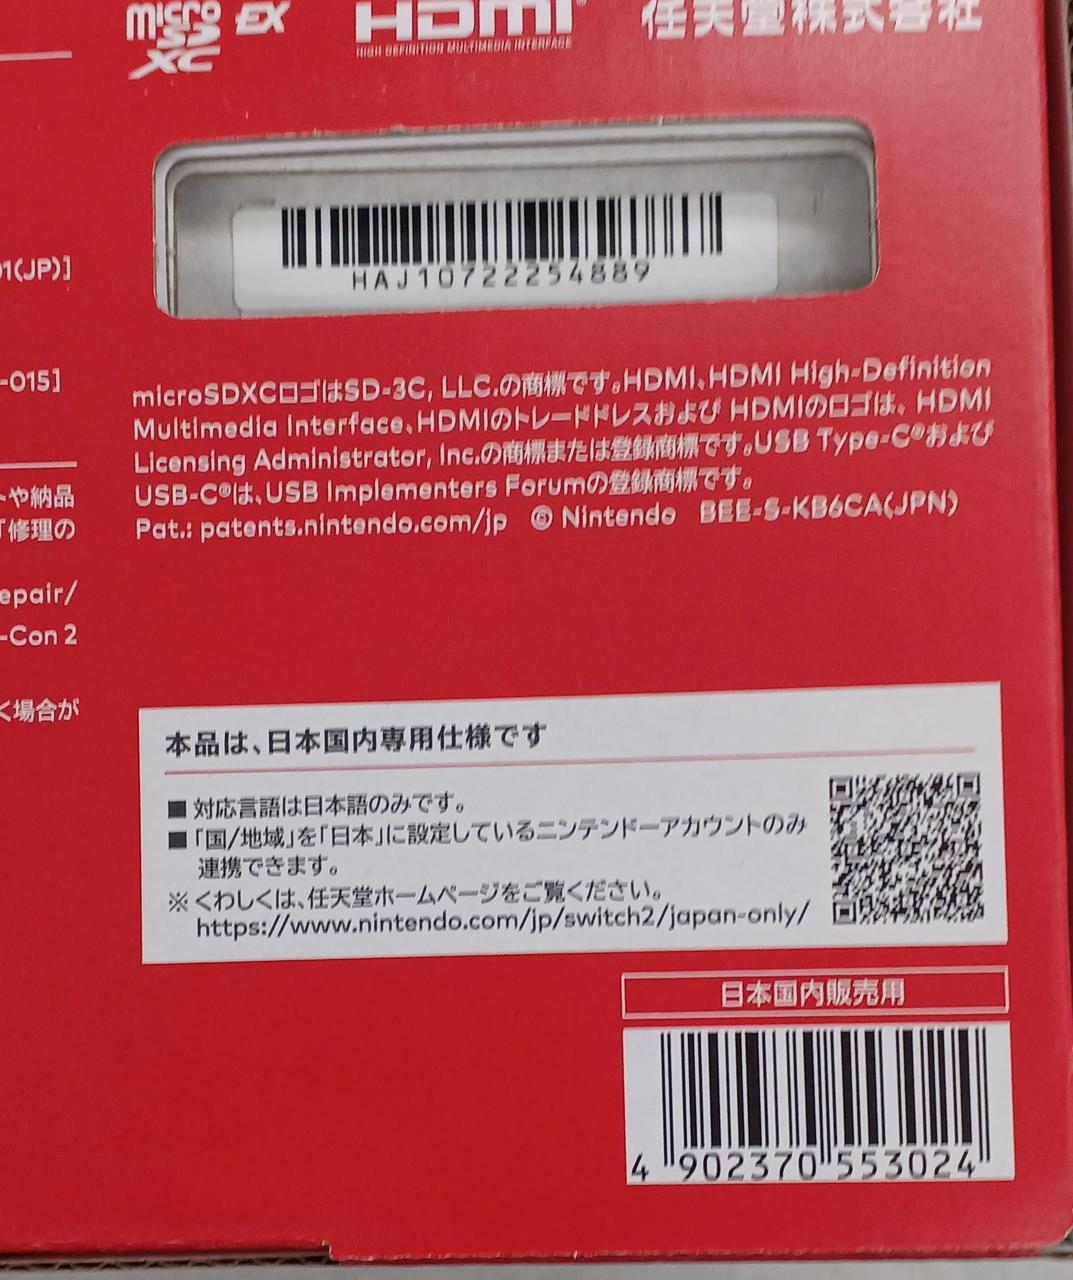 micro
SD
XC
EX
HDMI
HIGH DEFINITION MULTIMEDIA INTERFACE
任天堂株式会社
01(JP)]
-015]
や納品
「修理の
epair/
-Con 2
く場合が
HAJ10722254889
microSDXCロゴはSD-3C, LLC.の商標です。HDMI、HDMI High-Definition
Multimedia Interface、HDMIのトレードドレスおよび HDMIのロゴは、HDMI
Licensing Administrator, Inc.の商標または登録商標です。USB Type-C®および
USB-C®は、USB Implementers Forumの登録商標です。
Pat.: patents.nintendo.com/jp © Nintendo BEE-S-KB6CA(JPN)
本品は、日本国内専用仕様です
■ 対応言語は日本語のみです。
■「国/地域」を「日本」に設定しているニンテンドーアカウントのみ
連携できます。
※ くわしくは、任天堂ホームページをご覧ください。
https://www.nintendo.com/jp/switch2/japan-only/
日本国内販売用
4 902370 553024